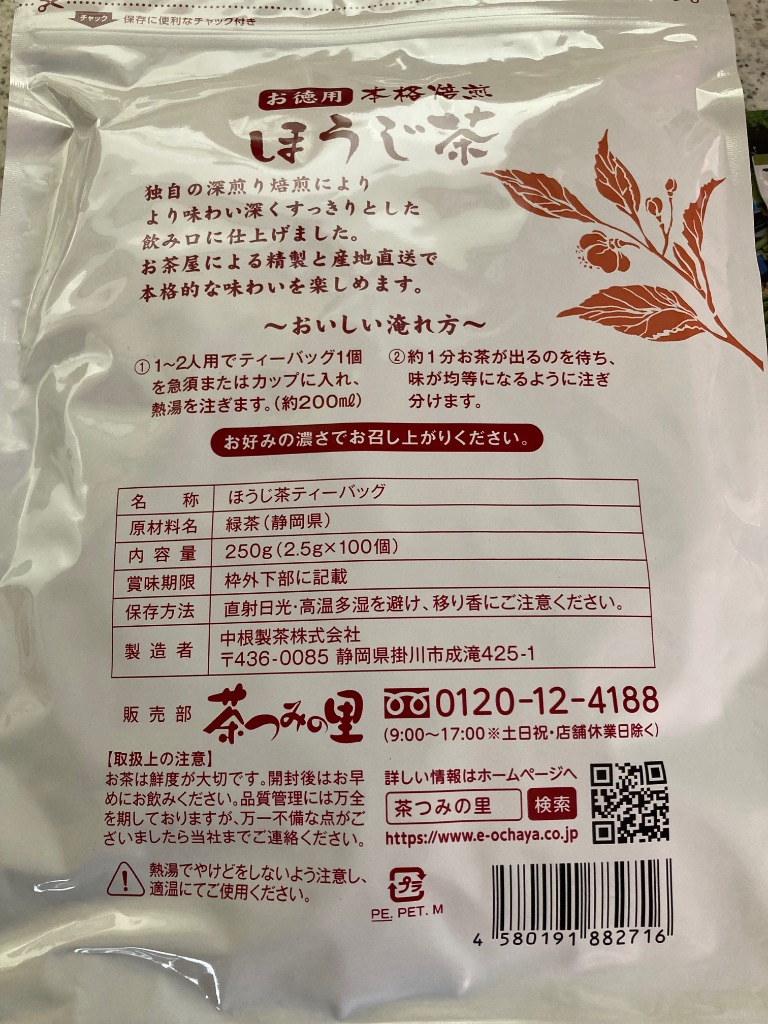 チャック 保存に便利なチャック付き
お徳用 本格焙煎
ほうじ茶
独自の深煎り焙煎により
より味わい深くすっきりとした
飲み口に仕上げました。
お茶屋による精製と産地直送で
本格的な味わいを楽しめます。
〜おいしい淹れ方〜
①1〜2人用でティーバッグ1個
を急須またはカップに入れ、
熱湯を注ぎます。(約200㎖)
②約1分お茶が出るのを待ち、
味が均等になるように注ぎ
分けます。
お好みの濃さでお召し上がりください。
名称 ほうじ茶ティーバッグ
原材料名 緑茶(静岡県)
内容量 250g(2.5g×100個)
賞味期限 枠外下部に記載
保存方法 直射日光・高温多湿を避け、移り香にご注意ください。
製造者 中根製茶株式会社
〒436-0085 静岡県掛川市成滝425-1
販売部 茶つみの里 0120-12-4188
(9:00〜17:00※土日祝・店舗休業日除く)
【取扱上の注意】
お茶は鮮度が大切です。開封後はお早
めにお飲みください。品質管理には万全
を期しておりますが、万一不備な点がご
ざいましたら当社までご連絡ください。
詳しい情報はホームページへ
茶つみの里 検索
https://www.e-ochaya.co.jp
熱湯でやけどをしないよう注意し、
適温にてご使用ください。
プラ
PE, PET. M
4 580191 882716